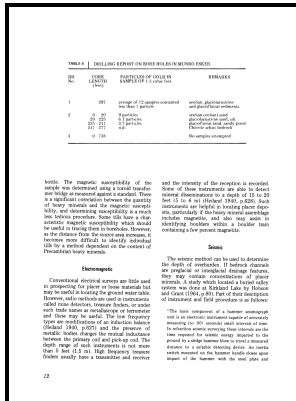 TABLE 6 DRILLING REPORT ON BORE HOLES IN MUNRO ESKER
DH No. CORE LENGTH (feet) PARTICLES OF GOLD IN SAMPLE OF 1.5 cubic feet REMARKS
1 297 average of 12 samples contained less than 1 particle aeolian, glaciolacustrine and glaciofluvial sediments
2 0 - 20 9 particles aeolian (eolian) sand
20 - 225 6.1 particles glaciofluvial sand, silt
225 - 241 2.7 particles glaciofluvial sand, sandy gravel
241 - 277 n.d. Chlorite schist bedrock
3 0 - 738 No samples attempted
bottle. The magnetic susceptibility of the
sample was determined using a torsoil transfor-
mer bridge as measured against a standard. There
is a significant correlation between the quantity
of heavy minerals and the magnetic suscepti-
bility, and determining susceptibility is a much
less tedious procedure. Some tills have a char-
acteristic magnetic susceptibility which should
be useful in tracing them in boreholes. However,
as the distance from the source area increases, it
becomes more difficult to identify individual
tills by a method dependent on the content of
Precambrian heavy minerals.
Electromagnetic
Conventional electrical surveys are little used
in prospecting for placer or loose materials but
may be useful in locating the ground water table.
However, radio methods are used in instruments
called mine detectors, treasure finders, or under
such trade names as metallascope or terrometer
and these may be useful. The low frequency
types are modifications of an induction balance
(Heiland 1940, p.627) and the presence of
metallic bodies changes the mutual inductance
between the primary coil and pick-up coil. The
depth range of such instruments is not more
than 5 feet (1.5 m). High frequency treasure
finders usually have a transmitter and receiver
and the intensity of the reception is recorded.
Some of these instruments are able to detect
mineral disseminations to a depth of 15 to 20
feet (5 to 6 m) (Heiland 1940, p.628). Such
instruments are helpful in locating placer depo-
sits, particularly if the heavy mineral assemblage
includes magnetite, and also may assist in
identifying boulders within a boulder train
containing a few percent magnetite.
Seismic
The seismic method can be used to determine
the depth of overburden. If bedrock channels
are preglacial or interglacial drainage features,
they may contain concentrations of placer
minerals. A study which located a buried valley
system was done at Kirkland Lake by Hobson
and Grant (1964, p.80). Part of their description
of instrument and field procedure is as follows:
"The basic component of a hammer seismograph
unit is an electronic instrument capable of accurately
measuring (to .001 seconds) small intervals of time.
In refraction seismic surveying these intervals are the
time required for seismic energy imparted to the
ground by a sledge hammer blow to travel a measured
distance to a suitable detecting device. An inertia
switch mounted on the hammer handle closes upon
impact of the hammer with the steel plate and
12